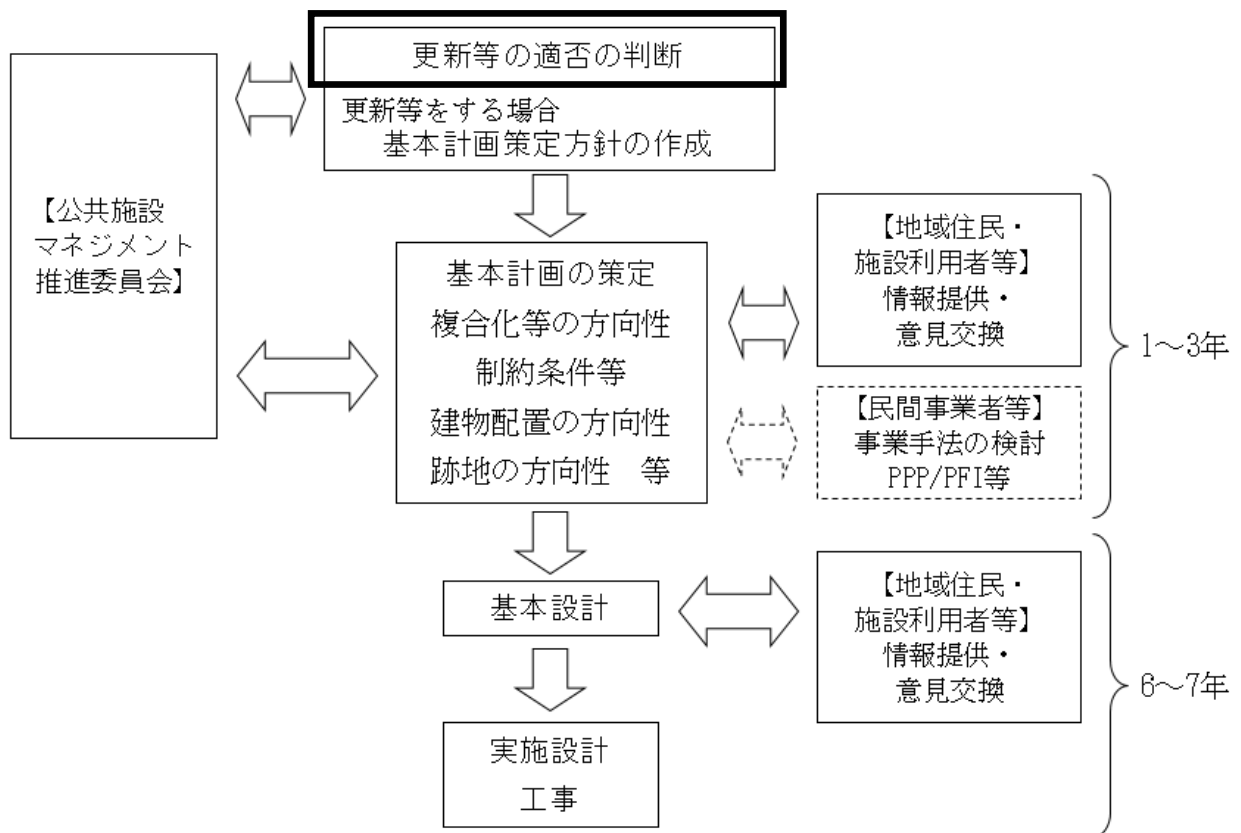 更新等の適否の判断
更新等をする場合
基本計画策定方針の作成
【公共施設
マネジメント
推進委員会】
基本計画の策定
複合化等の方向性
制約条件等
建物配置の方向性
跡地の方向性　等
【地域住民・
施設利用者等】
情報提供・
意見交換
【民間事業者等】
事業手法の検討
PPP/PFI等
1～3年
基本設計
【地域住民・
施設利用者等】
情報提供・
意見交換
6～7年
実施設計
工事